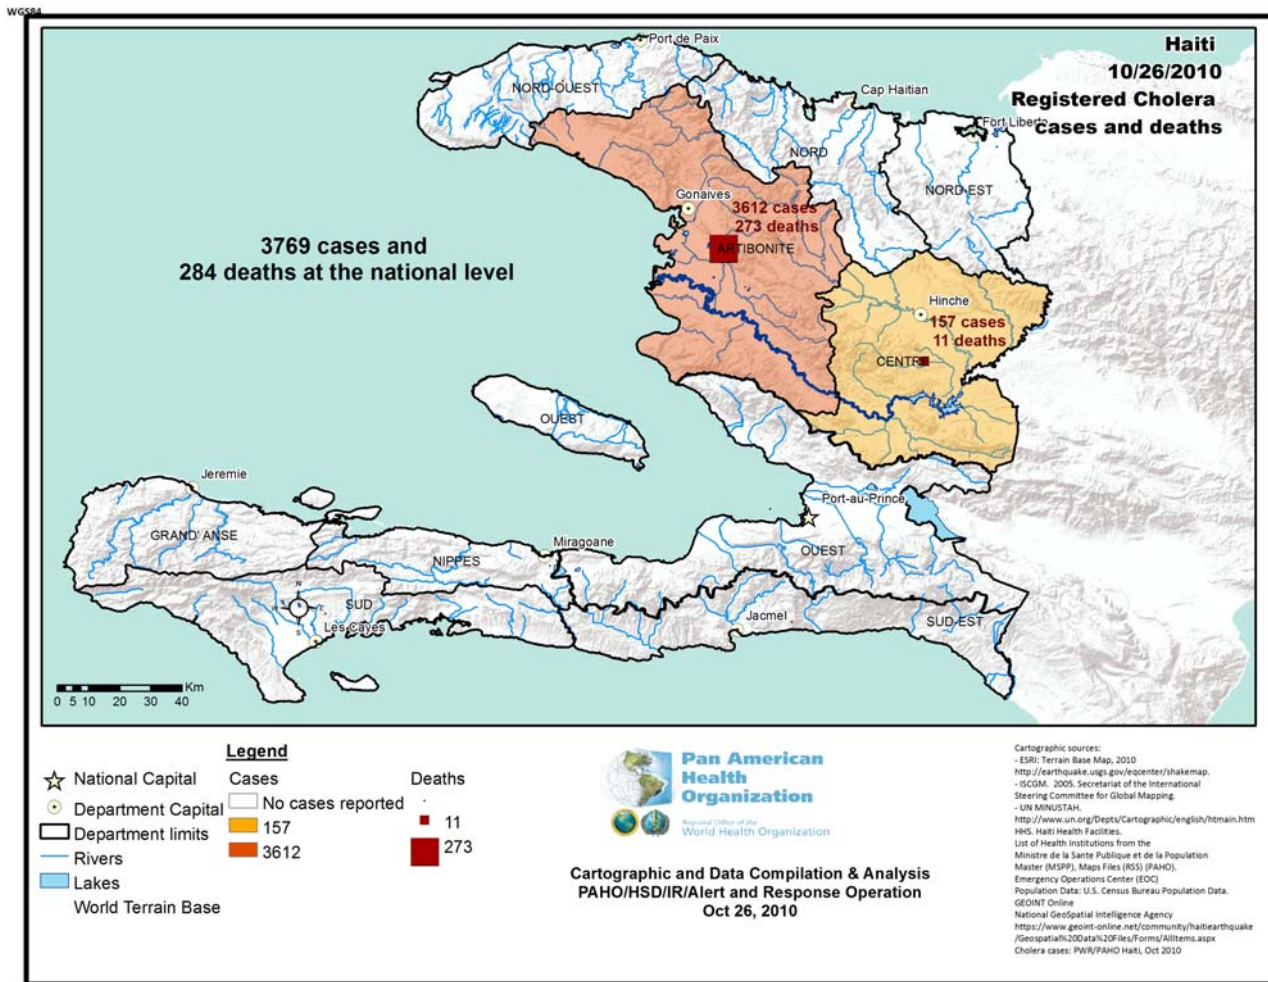 WGS84
Haiti
10/26/2010
Registered Cholera
cases and deaths
Port de Paix
Cap Haitian
Fort Liberte
NORD-OUEST
NORD
NORD-EST
Gonaives
3612 cases
273 deaths
ARTIBONITE
3769 cases and
284 deaths at the national level
Hinche
157 cases
11 deaths
CENTR
OUEST
Jeremie
Port-au-Prince
GRAND' ANSE
NIPPES
Miragoane
OUEST
N
E
S
SUD
Les Cayes
Jacmel
SUD-EST
Km
0 5 10 20 30 40
Legend
National Capital
Department Capital
Department limits
Rivers
Lakes
World Terrain Base
Cases
No cases reported
157
3612
Deaths
11
273
Pan American
Health
Organization
Regional Office of the
World Health Organization
Cartographic and Data Compilation & Analysis
PAHO/HSD/IR/Alert and Response Operation
Oct 26, 2010
Cartographic sources:
- ESRI: Terrain Base Map, 2010
http://earthquake.usgs.gov/eqcenter/shakemap.
- ISCGM. 2005. Secretariat of the International
Steering Committee for Global Mapping.
- UN MINUSTAH.
http://www.un.org/Depts/Cartographic/english/htmain.htm
HHS. Haiti Health Facilities.
List of Health Institutions from the
Ministre de la Sante Publique et de la Population
Master (MSPP), Maps Files (RSS) (PAHO).
Emergency Operations Center (EOC)
Population Data: U.S. Census Bureau Population Data.
GEOINT Online
National GeoSpatial Intelligence Agency
https://www.geoint-online.net/community/haitiearthquake
/Geospatial%20Data%20Files/Forms/AllItems.aspx
Cholera cases: PWR/PAHO Haiti, Oct 2010